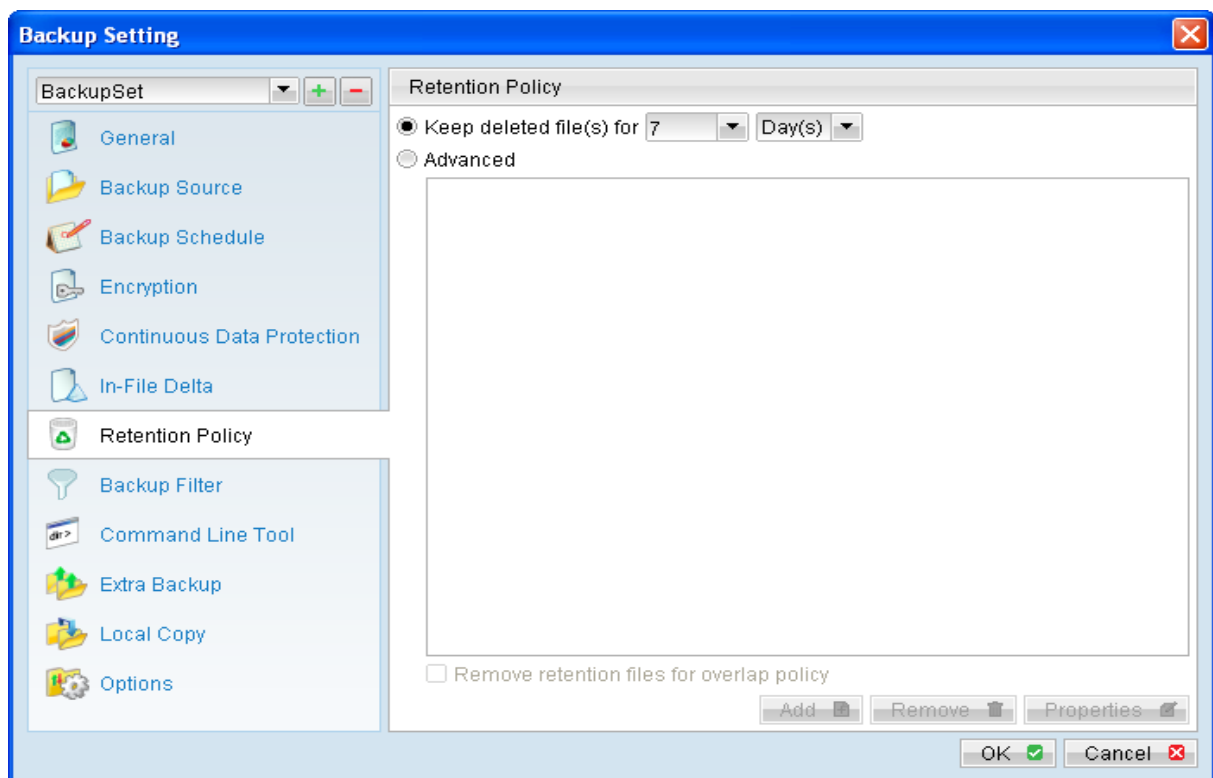 Backup Setting
BackupSet
General
Backup Source
Backup Schedule
Encryption
Continuous Data Protection
In-File Delta
Retention Policy
Backup Filter
dir>
Command Line Tool
Extra Backup
Local Copy
Options
Retention Policy
Keep deleted file(s) for 7 Day(s)
Advanced
Remove retention files for overlap policy
Add Remove Properties
OK Cancel